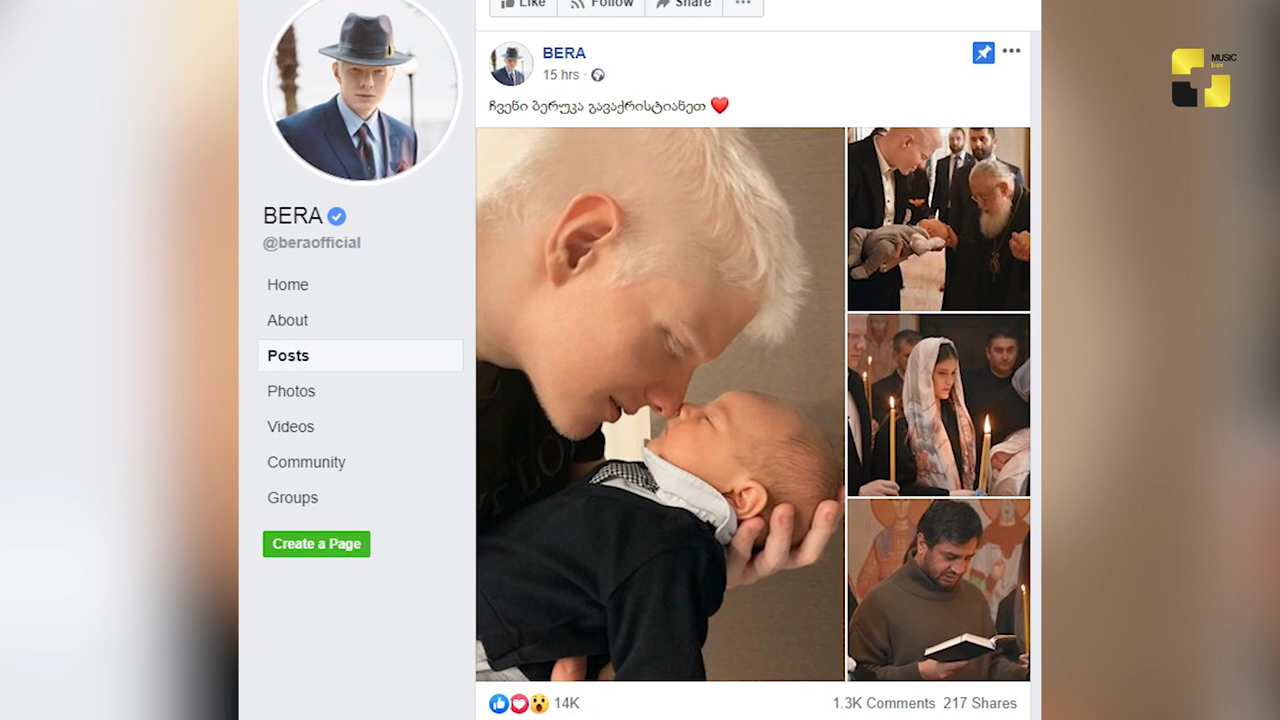 Like Follow Share
BERA
15 hrs
ჩვენი ბერუკა გავაქრისტიანეთ
MUSIC
box
BERA
@beraofficial
Home
About
Posts
Photos
Videos
Community
Groups
Create a Page
14K
1.3K Comments 217 Shares